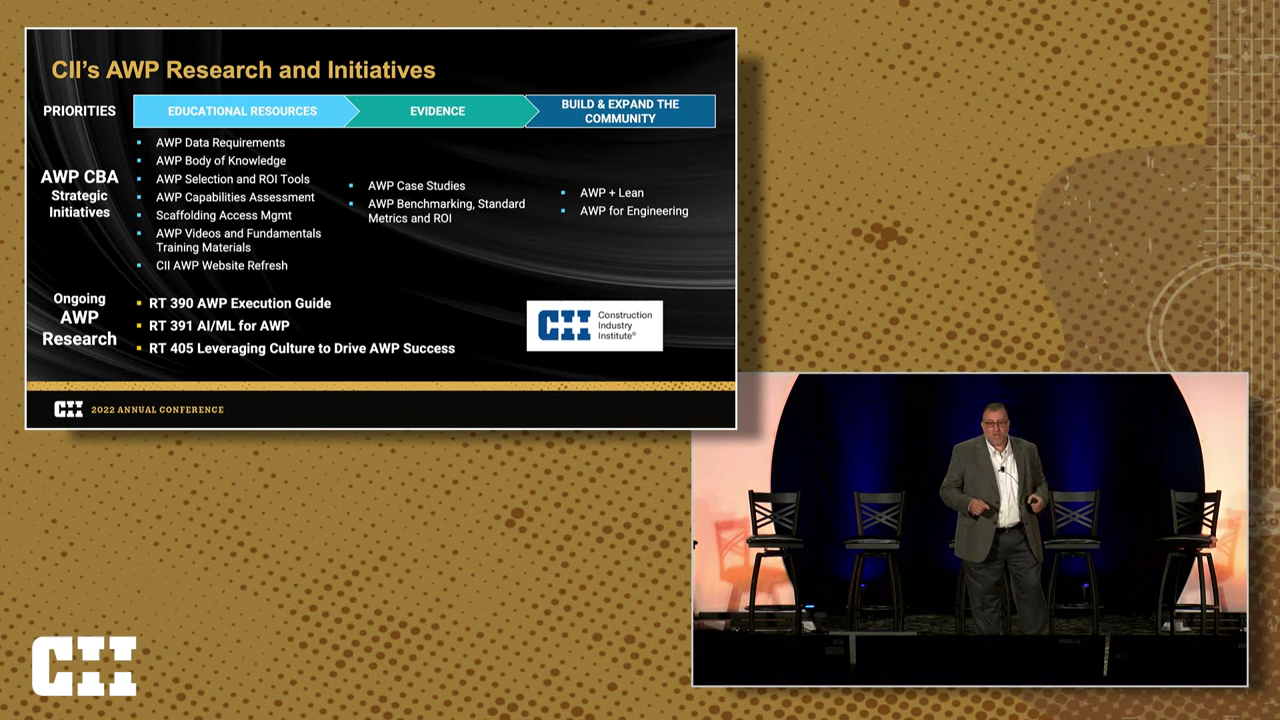 CII's AWP Research and Initiatives
PRIORITIES
EDUCATIONAL RESOURCES
EVIDENCE
BUILD & EXPAND THE
COMMUNITY
AWP CBA
Strategic
Initiatives
AWP Data Requirements
AWP Body of Knowledge
AWP Selection and ROI Tools
AWP Capabilities Assessment
Scaffolding Access Mgmt
AWP Videos and Fundamentals
Training Materials
CII AWP Website Refresh
AWP Case Studies
AWP Benchmarking, Standard
Metrics and ROI
AWP + Lean
AWP for Engineering
Ongoing
AWP
Research
RT 390 AWP Execution Guide
RT 391 AI/ML for AWP
RT 405 Leveraging Culture to Drive AWP Success
CII
Construction
Industry
Institute®
CII 2022 ANNUAL CONFERENCE
CII